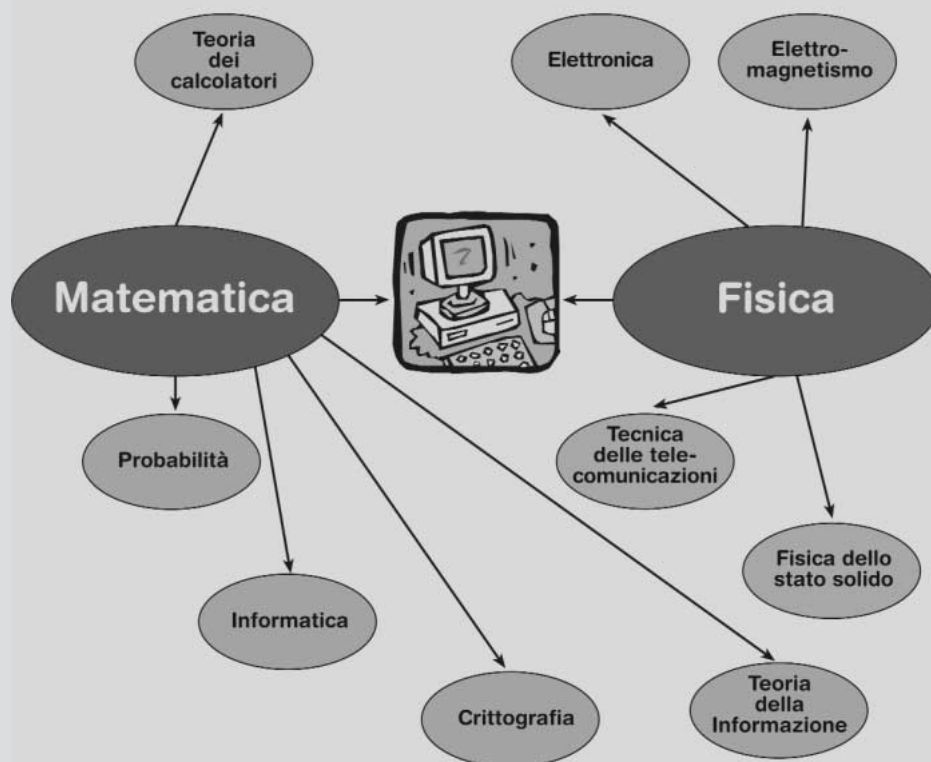 Teoria
dei
calcolatori
Elettronica
Elettro-
magnetismo
Matematica
?
Fisica
Probabilità
Tecnica
delle tele-
comunicazioni
Fisica dello
stato solido
Informatica
Crittografia
Teoria
della
Informazione